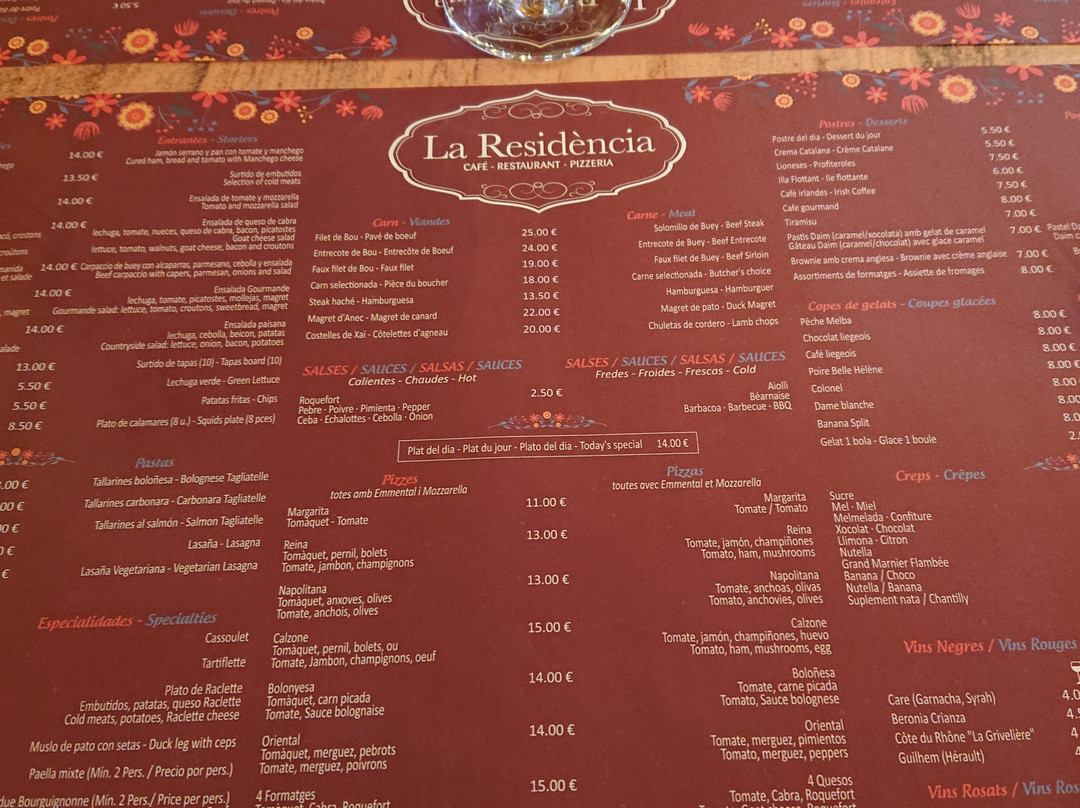 La Residència
CAFÉ - RESTAURANT - PIZZERIA
Entrantes - Starters
14.00 €
Jamón serrano y pan con tomate y manchego
Cured ham, bread and tomato with Manchego cheese
13.50 €
Surtido de embutidos
Selection of cold meats
14.00 €
Ensalada de tomate y mozzarella
Tomato and mozzarella salad
14.00 €
Ensalada de queso de cabra
lechuga, tomate, nueces, queso de cabra, bacon, picatostes
Goat cheese salad
lettuce, tomato, walnuts, goat cheese, bacon and croutons
14.00 €
Carpaccio de buey con alcaparras, parmesano, cebolla y ensalada
Beef carpaccio with capers, parmesan, onions and salad
14.00 €
Ensalada Gourmande
lechuga, tomate, picatostes, mollejas, magret
Gourmande salad: lettuce, tomato, croutons, sweetbread, magret
14.00 €
Ensalada paisana
lechuga, cebolla, beicon, patatas
Countryside salad: lettuce, onion, bacon, potatoes
13.00 €
Surtido de tapas (10) - Tapas board (10)
5.50 €
Lechuga verde - Green Lettuce
5.50 €
Patatas fritas - Chips
8.50 €
Plato de calamares (8 u.) - Squids plate (8 pces)
Pastas
Tallarines boloñesa - Bolognese Tagliatelle
Tallarines carbonara - Carbonara Tagliatelle
Tallarines al salmón - Salmon Tagliatelle
Lasaña - Lasagna
Lasaña Vegetariana - Vegetarian Lasagna
Especialidades - Specialties
Cassoulet
Tartiflette
Plato de Raclette
Embutidos, patatas, queso Raclette
Cold meats, potatoes, Raclette cheese
Muslo de pato con setas - Duck leg with ceps
Paella mixte (Min. 2 Pers. / Precio por pers.)
Bourguignonne (Min. 2 Pers./ Price per pers.)
Carn - Viandes
Filet de Bou - Pavé de boeuf
25.00 €
Entrecote de Bou - Entrecôte de Boeuf
24.00 €
Faux filet de Bou - Faux filet
19.00 €
Carn selectionada - Pièce du boucher
18.00 €
Steak haché - Hamburguesa
13.50 €
Magret d'Anec - Magret de canard
22.00 €
Costelles de Xai - Côtelettes d'agneau
20.00 €
Carne - Meat
Solomillo de Buey - Beef Steak
Entrecote de Buey - Beef Entrecote
Faux filet de Buey - Beef Sirloin
Carne selectionada - Butcher's choice
Hamburguesa - Hamburguer
Magret de pato - Duck Magret
Chuletas de cordero - Lamb chops
SALSES / SAUCES / SALSAS / SAUCES
Calientes - Chaudes - Hot
Roquefort
Pebre · Poivre · Pimienta · Pepper
Ceba · Echalottes · Cebolla · Onion
2.50 €
SALSES / SAUCES / SALSAS / SAUCES
Fredes - Froides - Frescas - Cold
Aiolli
Béarnaise
Barbacoa · Barbecue · BBQ
Plat del dia - Plat du jour - Plato del dia - Today's special 14.00 €
Pizzes
totes amb Emmental i Mozzarella
Margarita
Tomàquet - Tomate
11.00 €
Reina
Tomàquet, pernil, bolets
Tomate, jambon, champignons
13.00 €
Napolitana
Tomàquet, anxoves, olives
Tomate, anchois, olives
13.00 €
Calzone
Tomàquet, pernil, bolets, ou
Tomate, Jambon, champignons, oeuf
15.00 €
Bolonyesa
Tomàquet, carn picada
Tomate, Sauce bolognaise
14.00 €
Oriental
Tomàquet, merguez, pebrots
Tomate, merguez, poivrons
14.00 €
4 Formatges
Tomàquet, Cabra, Roquefort
15.00 €
Pizzas
toutes avec Emmental et Mozzarella
Margarita
Tomate / Tomato
Reina
Tomate, jamón, champiñones
Tomato, ham, mushrooms
Napolitana
Tomate, anchoas, olivas
Tomato, anchovies, olives
Calzone
Tomate, jamón, champiñones, huevo
Tomato, ham, mushrooms, egg
Boloñesa
Tomate, carne picada
Tomato, Sauce bolognese
Oriental
Tomate, merguez, pimientos
Tomato, merguez, peppers
4 Quesos
Tomate, Cabra, Roquefort
Postres - Desserts
Postre del dia - Dessert du jour
5.50 €
Crema Catalana - Crème Catalane
5.50 €
Lioneses - Profiteroles
7.50 €
Illa Flottant - Ile flottante
6.00 €
Café irlandes - Irish Coffee
7.50 €
Cafe gourmand
8.00 €
Tiramisu
7.00 €
Pastis Daim (caramel/xocolata) amb gelat de caramel
Gâteau Daim (caramel/chocolat) avec glace caramel
7.00 €
Brownie amb crema anglesa - Brownie avec crème anglaise
7.00 €
Assortiments de formatges - Assiette de fromages
8.00 €
Copes de gelats - Coupes glacées
Pêche Melba
8.00 €
Chocolat liegeois
8.00 €
Café liegeois
8.00 €
Poire Belle Hélène
8.00 €
Colonel
Dame blanche
Banana Split
Gelat 1 bola - Glace 1 boule
Creps - Crêpes
Sucre
Mel · Miel
Melmelada · Confiture
Xocolat · Chocolat
Llimona · Citron
Nutella
Grand Marnier Flambée
Banana / Choco
Nutella / Banana
Suplement nata / Chantilly
Vins Negres / Vins Rouges
Care (Garnacha, Syrah)
Beronia Crianza
Côte du Rhône "La Grivelière"
Guilhem (Hérault)
Vins Rosats / Vins